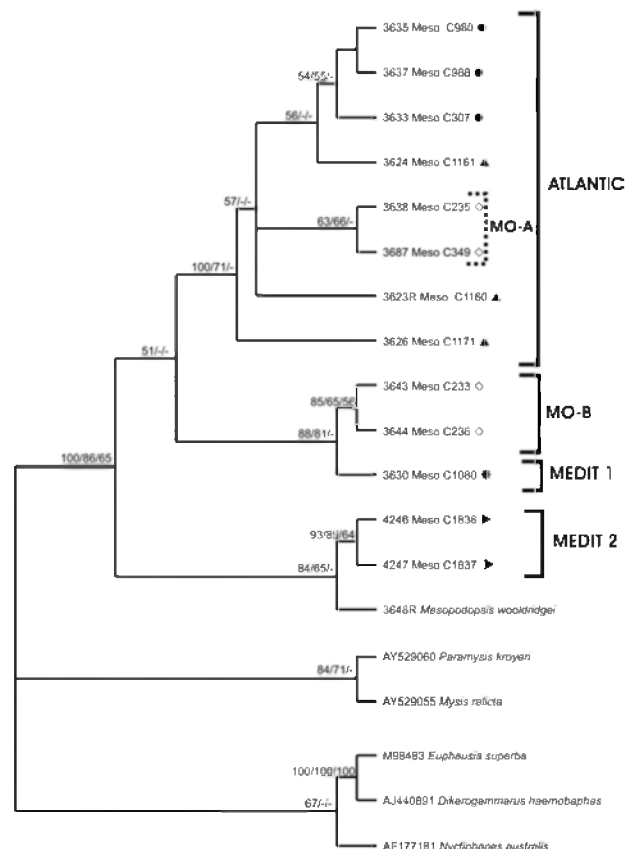 3635 Meso C980
3637 Meso C988
54/55/-
3633 Meso C307
56/-/-
3624 Meso C1161
ATLANTIC
57/-/-
3638 Meso C235
63/66/-
MO-A
3687 Meso C349
100/71/-
3623R Meso C1160
3626 Meso C1171
51/-/-
3643 Meso C233
85/65/56
MO-B
3644 Meso C236
88/81/-
100/86/65
3630 Meso C1080
MEDIT 1
4246 Meso C1836
93/89/64
MEDIT 2
4247 Meso C1837
84/65/-
3648R Mesopodopsis wooldridgei
AY529060 Paramysis kroyeri
84/71/-
AY529055 Mysis relicta
M98483 Euphausia superba
100/100/100
AJ440891 Dikerogammarus haemobaphes
67/-/-
AF177181 Nyctiphanes australis